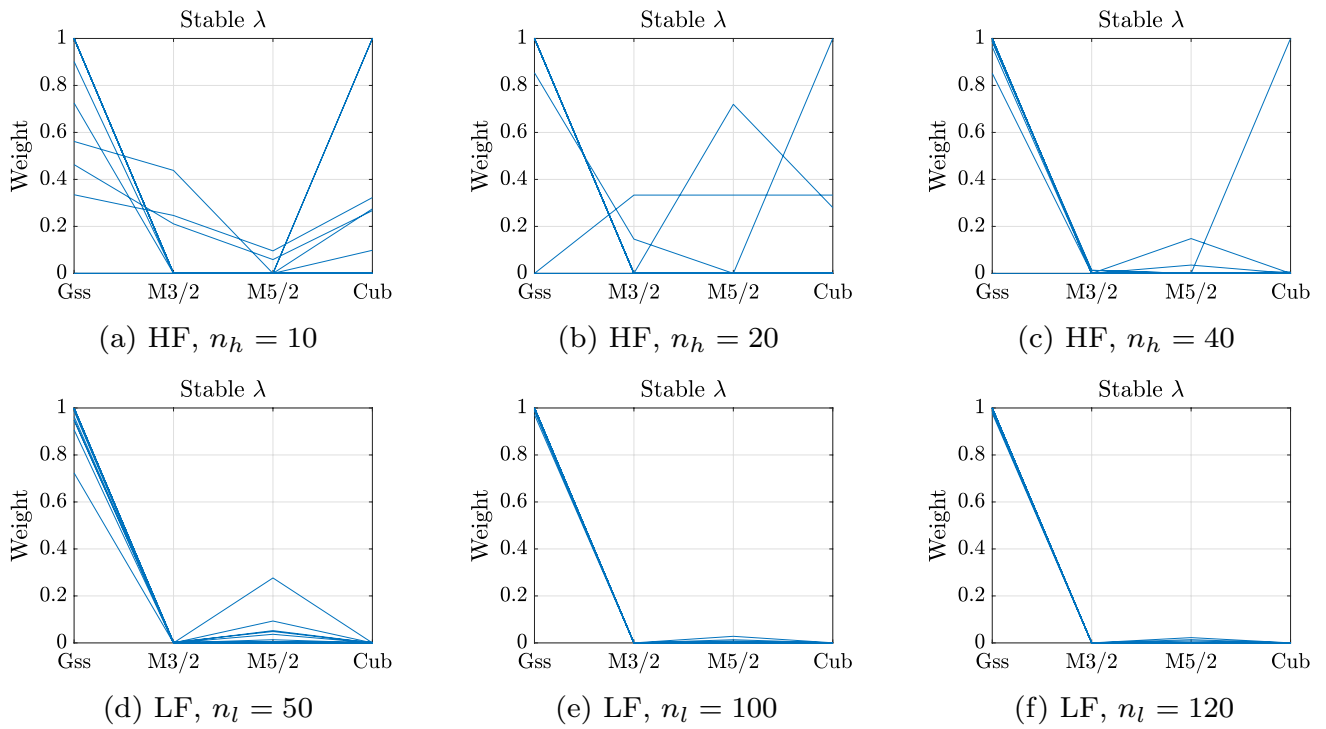 Stable λ
Weight
1
0.8
0.6
0.4
0.2
0
Gss M3/2 M5/2 Cub
(a) HF, n_h = 10
Stable λ
Weight
1
0.8
0.6
0.4
0.2
0
Gss M3/2 M5/2 Cub
(b) HF, n_h = 20
Stable λ
Weight
1
0.8
0.6
0.4
0.2
0
Gss M3/2 M5/2 Cub
(c) HF, n_h = 40
Stable λ
Weight
1
0.8
0.6
0.4
0.2
0
Gss M3/2 M5/2 Cub
(d) LF, n_l = 50
Stable λ
Weight
1
0.8
0.6
0.4
0.2
0
Gss M3/2 M5/2 Cub
(e) LF, n_l = 100
Stable λ
Weight
1
0.8
0.6
0.4
0.2
0
Gss M3/2 M5/2 Cub
(f) LF, n_l = 120